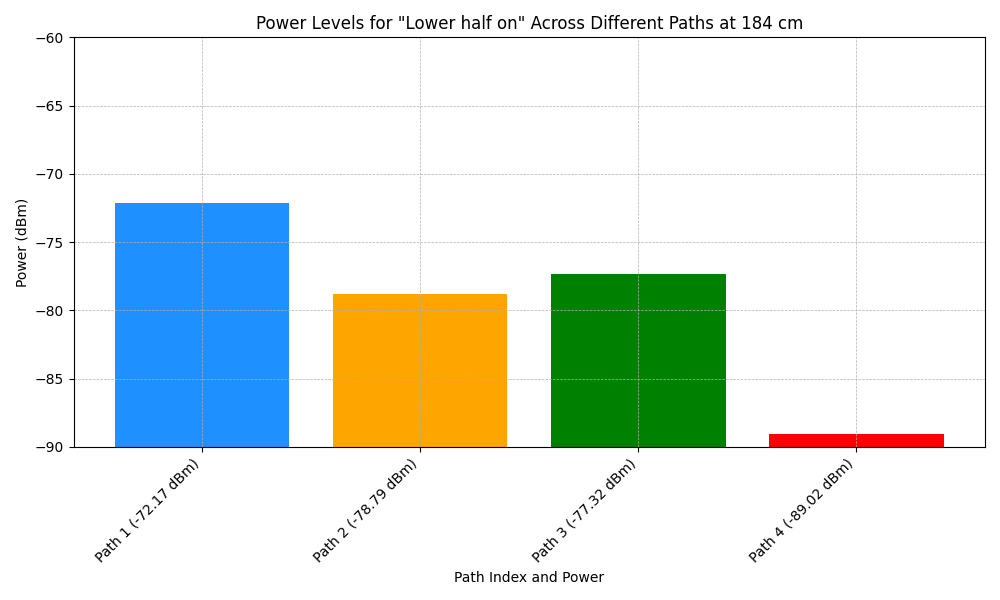 Power Levels for "Lower half on" Across Different Paths at 184 cm
Power (dBm)
−60
−65
−70
−75
−80
−85
−90
Path 1 (-72.17 dBm)
Path 2 (-78.79 dBm)
Path 3 (-77.32 dBm)
Path 4 (-89.02 dBm)
Path Index and Power